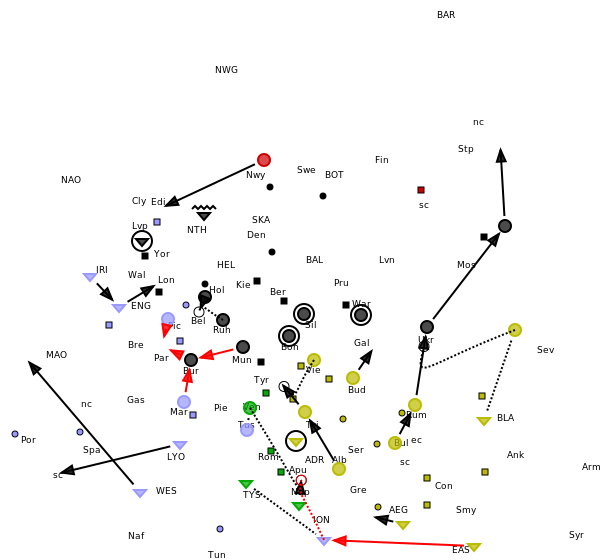 BAR
NWG
nc
Stp
Fin
Swe BOT
Nwy
NAO
sc
Cly Edi
SKA
Lvp
NTH
Den
Yor
Mos
BAL
Lvn
HEL
IRI
Wal
Lon
Kie
Pru
Hol
Ber
War
ENG
Bel
Sil
Pic
Ruh
Ukr
Boh
Bre
Gal
Sev
MAO
Par
Mun
Vie
Bur
Tyr
Bud
Gas
nc
Mar
Pie
Ven
Rum
BLA
Tri
Por
Tus
Bul ec
Spa
Ser
Ank
LYO
Rom
ADR Alb
sc
Arm
sc
Apu
Con
WES
TYS
Nap
Gre
AEG
Smy
ION
Naf
Syr
EAS
Tun